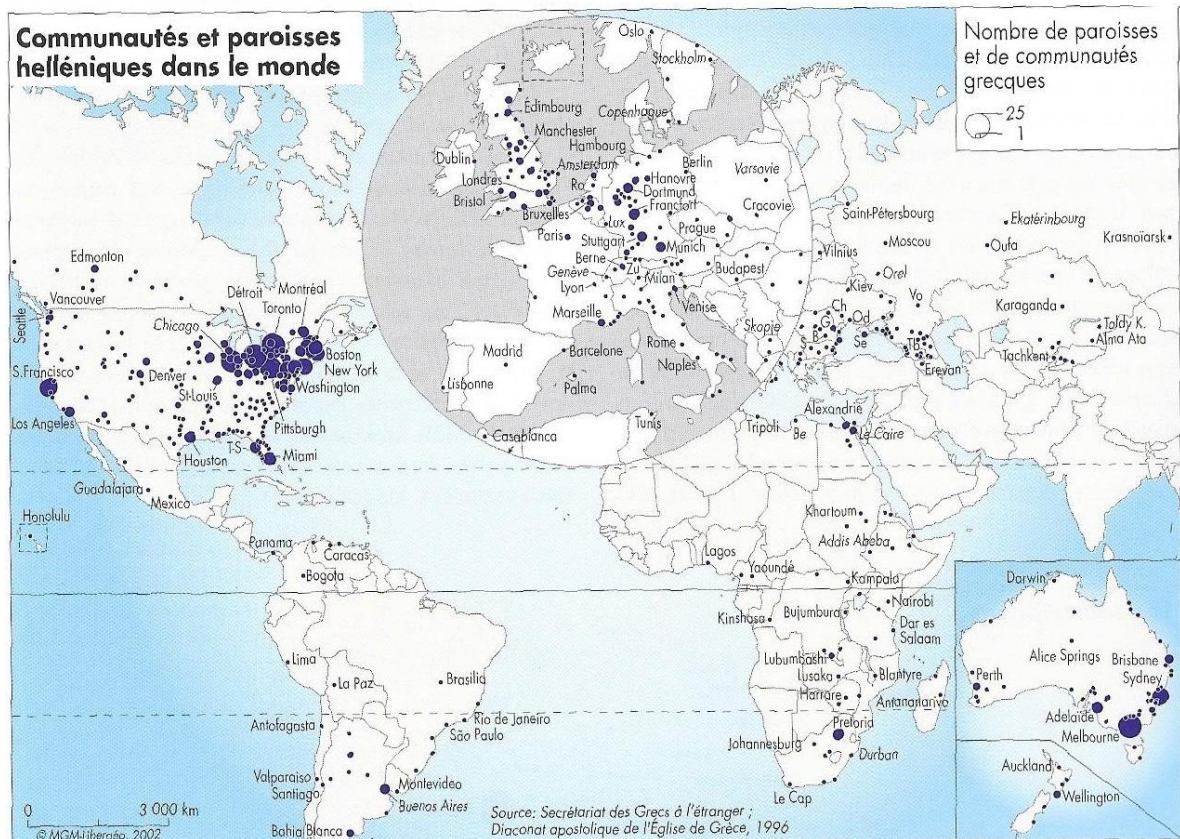 Communautés et paroisses
helléniques dans le monde
Nombre de paroisses
et de communautés
grecques
25
1
Oslo
Stockholm
Édimbourg
Copenhague
Manchester
Hambourg
Dublin
Amsterdam
Berlin
Varsovie
Londres
Ro
Hanovre
Dortmund
Bristol
Francfort
Cracovie
Bruxelles
Lux
Prague
Paris
Stuttgart
Munich
Berne
Zu
Budapest
Genève
Milan
Lyon
Venise
Marseille
Skopje
Rome
Madrid
Barcelone
Naples
Lisbonne
Palma
Casablanca
Tunis
Saint-Pétersbourg
Ekatérinbourg
Krasnoïarsk
Moscou
Oufa
Vilnius
Orel
Kiev
Vo
Karaganda
Ch
Od
G
B
S
Se
Tb
Taldy K.
Alma Ata
Tachkent
Erevan
Edmonton
Vancouver
Seattle
Détroit
Montréal
Toronto
Chicago
Boston
New York
S.Francisco
Denver
St-Louis
Washington
Los Angeles
Pittsburgh
Houston
T-S
Miami
Guadalajara
Mexico
Honolulu
Panama
Caracas
Bogota
Tripoli
Be
Alexandrie
Le Caire
Khartoum
Addis Abeba
Lagos
Yaoundé
Kampala
Nairobi
Kinshasa
Bujumbura
Dar es
Salaam
Lubumbashi
Lusaka
Blantyre
Harrare
Antananarivo
Pretoria
Johannesburg
Durban
Le Cap
Lima
La Paz
Brasilia
Antofagasta
Rio de Janeiro
São Paulo
Valparaiso
Santiago
Montevideo
Buenos Aires
Bahia Blanca
Darwin
Alice Springs
Brisbane
Perth
Sydney
Adelaïde
Melbourne
Auckland
Wellington
0 3 000 km
© MGM-Libergéo, 2002
Source: Secrétariat des Grecs à l'étranger ;
Diaconat apostolique de l'Église de Grèce, 1996